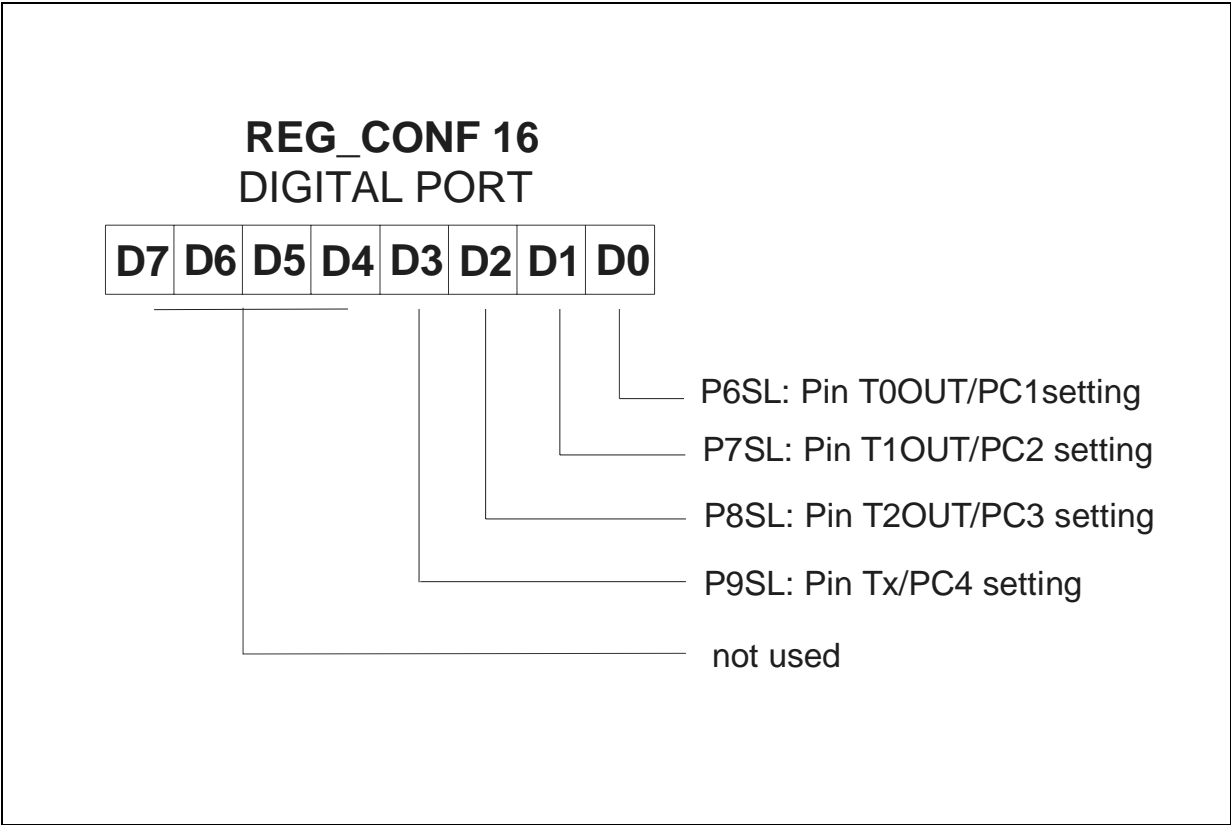 REG_CONF 16
DIGITAL PORT
D7 D6 D5 D4 D3 D2 D1 D0
P6SL: Pin T0OUT/PC1setting
P7SL: Pin T1OUT/PC2 setting
P8SL: Pin T2OUT/PC3 setting
P9SL: Pin Tx/PC4 setting
not used